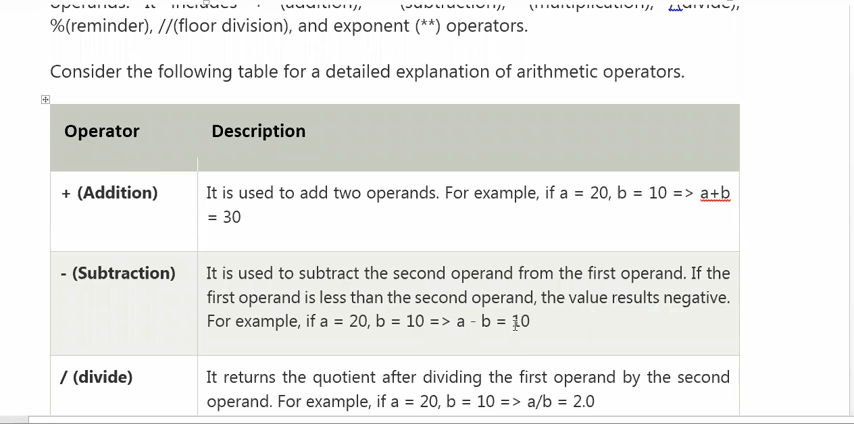 %(reminder), //(floor division), and exponent (**) operators.
Consider the following table for a detailed explanation of arithmetic operators.
Operator Description
+ (Addition) It is used to add two operands. For example, if a = 20, b = 10 => a+b
= 30
- (Subtraction) It is used to subtract the second operand from the first operand. If the
first operand is less than the second operand, the value results negative.
For example, if a = 20, b = 10 => a - b = 10
/ (divide) It returns the quotient after dividing the first operand by the second
operand. For example, if a = 20, b = 10 => a/b = 2.0